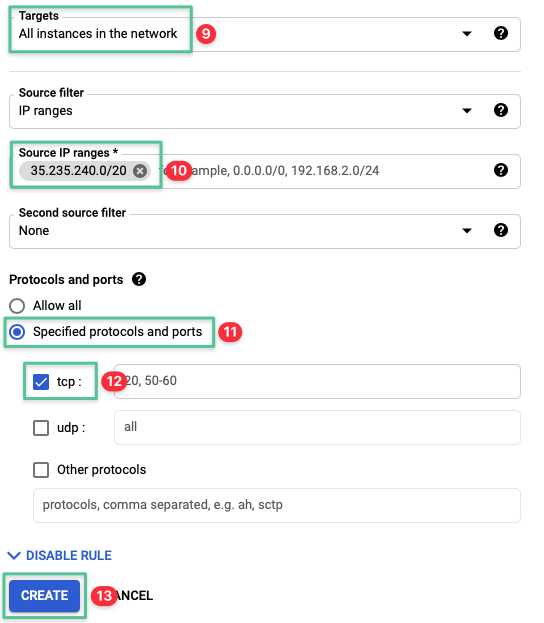 Targets
All instances in the network
9
Source filter
IP ranges
Source IP ranges *
35.235.240.0/20 10 ample, 0.0.0.0/0, 192.168.2.0/24
Second source filter
None
Protocols and ports
Allow all
Specified protocols and ports 11
tcp : 12 20, 50-60
udp : all
Other protocols
protocols, comma separated, e.g. ah, sctp
DISABLE RULE
CREATE 13 ANCEL